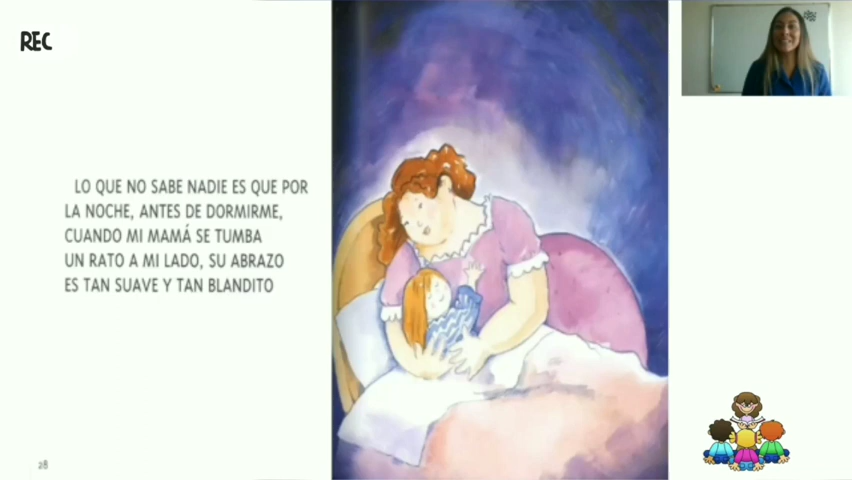 REC
LO QUE NO SABE NADIE ES QUE POR
LA NOCHE, ANTES DE DORMIRME,
CUANDO MI MAMÁ SE TUMBA
UN RATO A MI LADO, SU ABRAZO
ES TAN SUAVE Y TAN BLANDITO
28